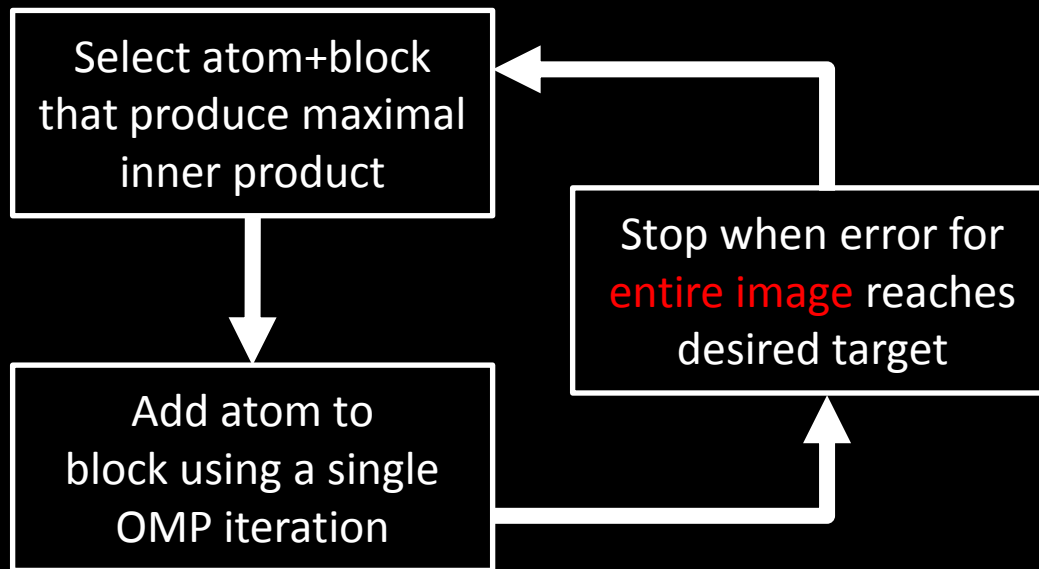 Select atom+block
that produce maximal
inner product
Add atom to
block using a single
OMP iteration
Stop when error for
entire image reaches
desired target